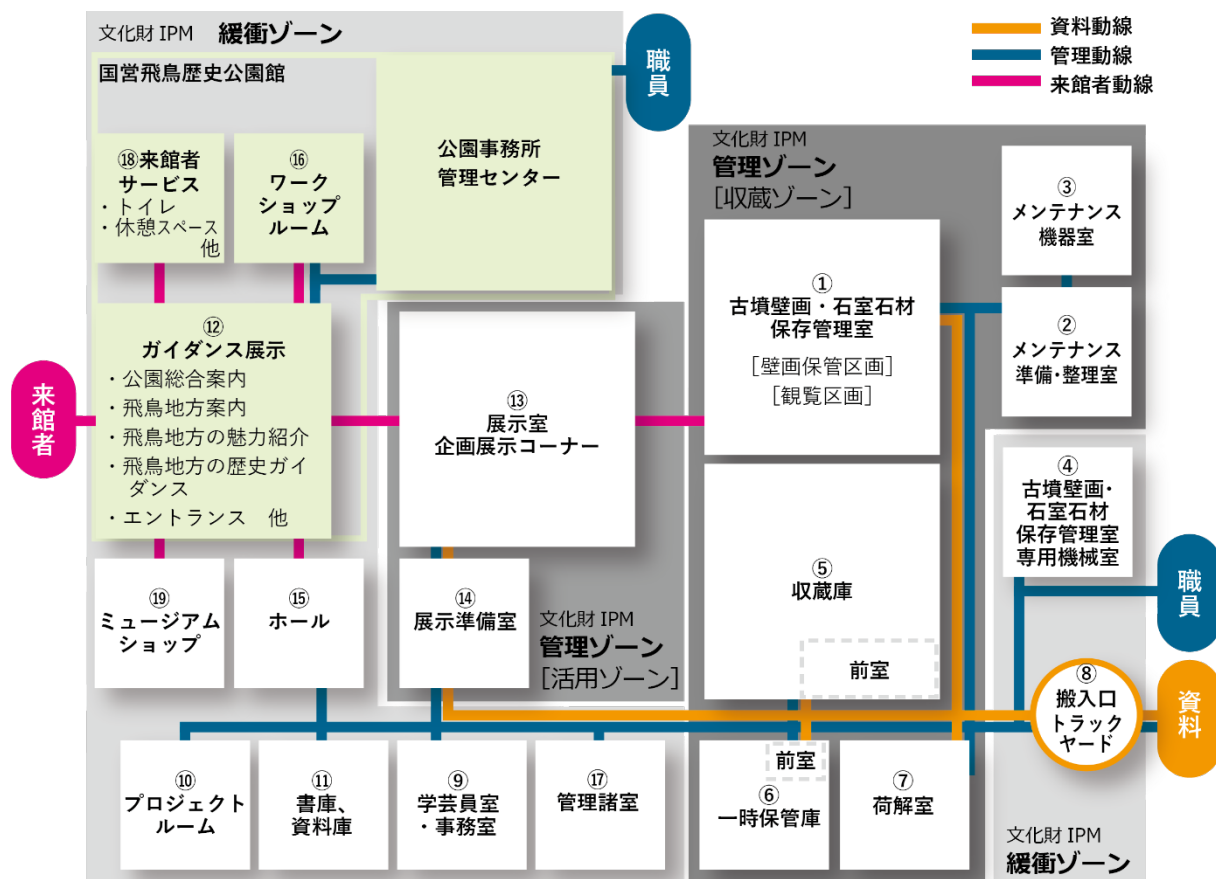 文化財 IPM 緩衝ゾーン
国営飛鳥歴史公園館
職員
資料動線
管理動線
来館者動線
⑱来館者
サービス
・トイレ
・休憩スペース
他
⑯
ワーク
ショップ
ルーム
公園事務所
管理センター
文化財 IPM
管理ゾーン
[収蔵ゾーン]
③
メンテナンス
機器室
①
古墳壁画・石室石材
保存管理室
[壁画保管区画]
[観覧区画]
②
メンテナンス
準備・整理室
来館者
⑫
ガイダンス展示
・公園総合案内
・飛鳥地方案内
・飛鳥地方の魅力紹介
・飛鳥地方の歴史ガイ
ダンス
・エントランス 他
⑬
展示室
企画展示コーナー
④
古墳壁画・
石室石材
保存管理室
専用機械室
職員
⑤
収蔵庫
前室
⑲
ミュージアム
ショップ
⑮
ホール
⑭
展示準備室
文化財 IPM
管理ゾーン
[活用ゾーン]
⑧
搬入口
トラック
ヤード
資料
⑩
プロジェクト
ルーム
⑪
書庫、
資料庫
⑨
学芸員室
・事務室
⑰
管理諸室
前室
⑥
一時保管庫
⑦
荷解室
文化財 IPM
緩衝ゾーン